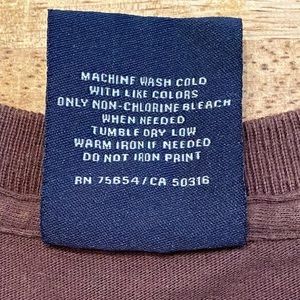 MACHINE WASH COLD
WITH LIKE COLORS
ONLY NON-CHLORINE BLEACH
WHEN NEEDED
TUMBLE DRY LOW
WARM IRON IF NEEDED
DO NOT IRON PRINT
RN 75654/CA 50316